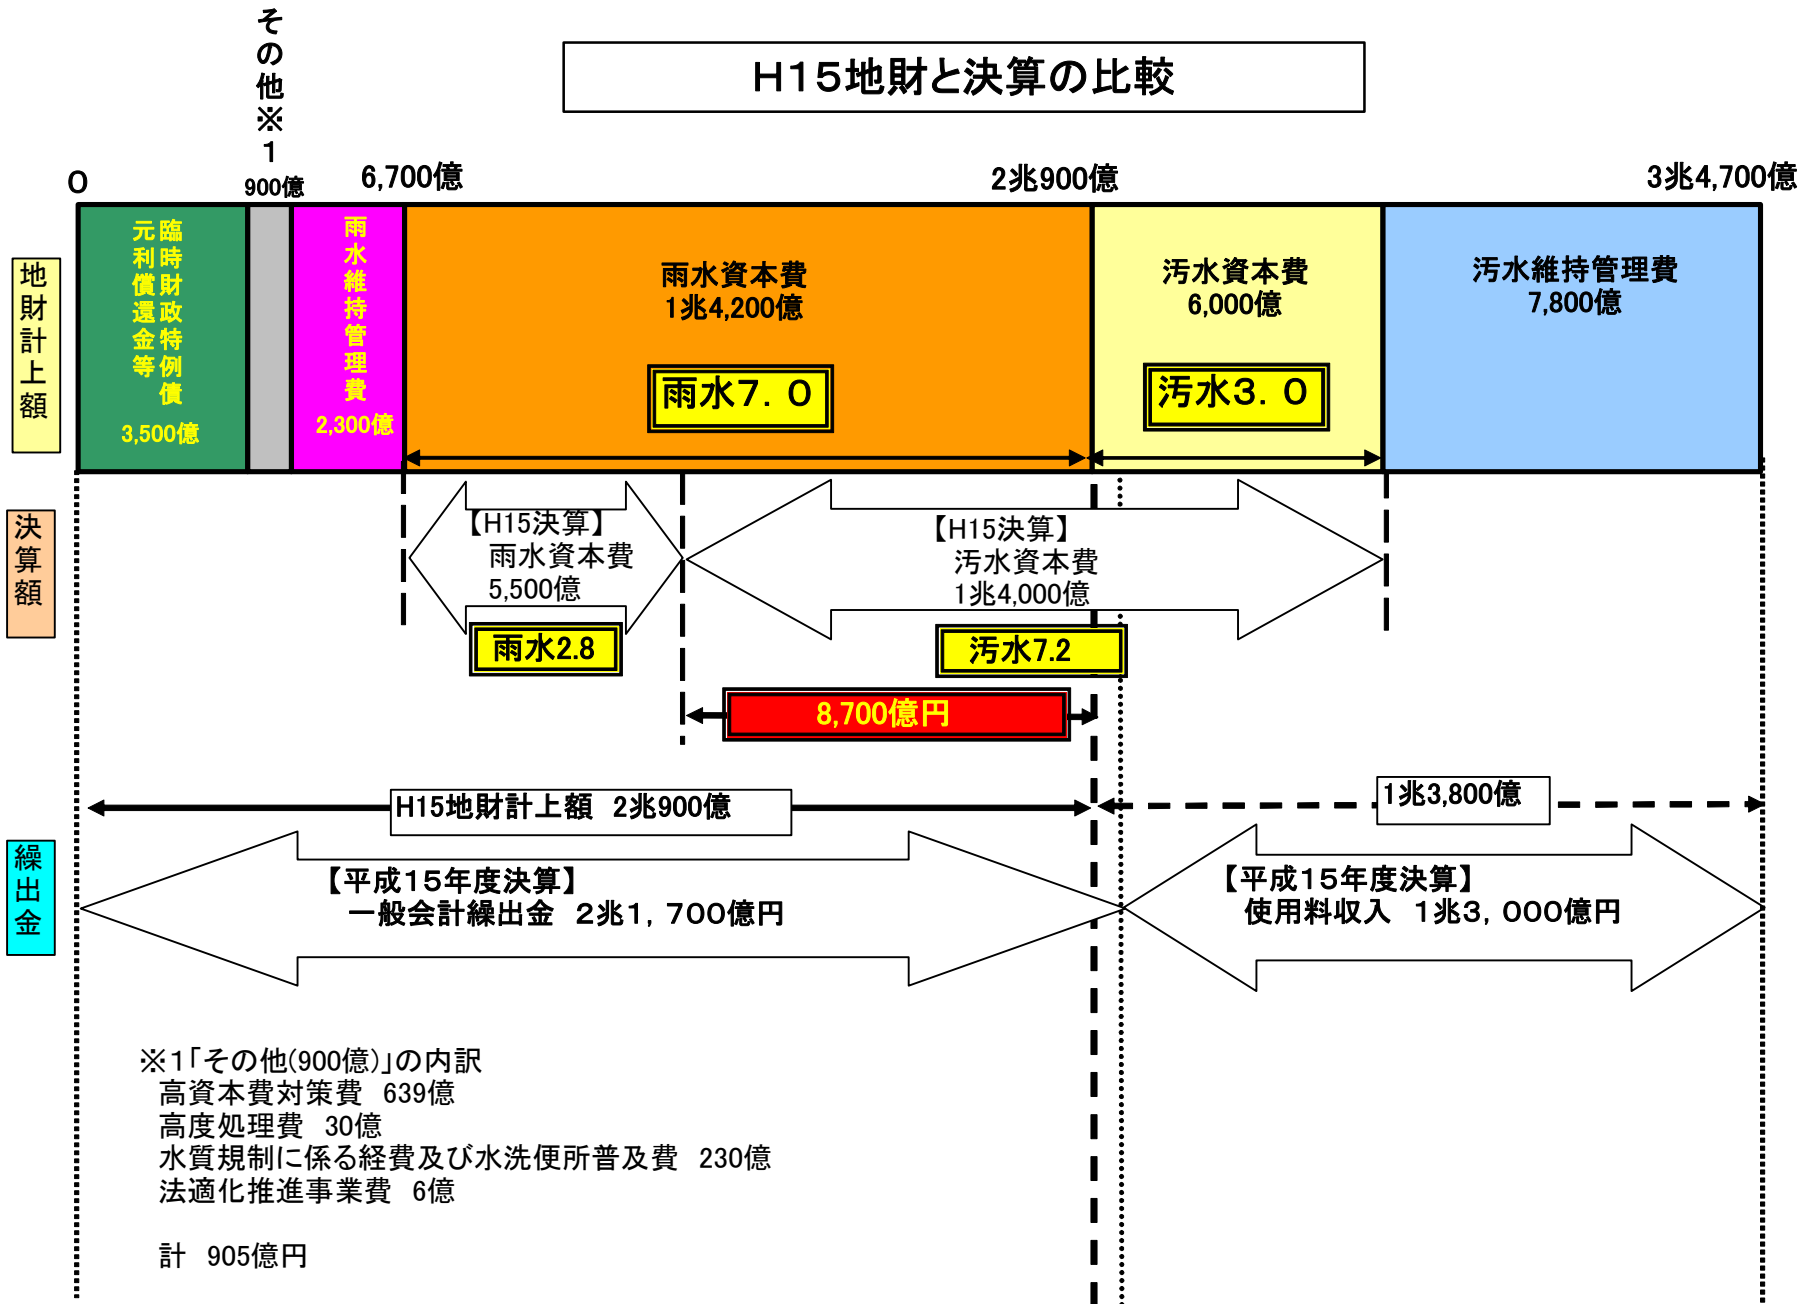 H15地財と決算の比較
その他※1
0
900億
6,700億
2兆900億
3兆4,700億
地財計上額
臨時財政特例債
元利償還金等
3,500億
雨水維持管理費
2,300億
雨水資本費
1兆4,200億
雨水7.0
汚水資本費
6,000億
汚水3.0
汚水維持管理費
7,800億
決算額
【H15決算】
雨水資本費
5,500億
雨水2.8
【H15決算】
汚水資本費
1兆4,000億
汚水7.2
8,700億円
H15地財計上額 2兆900億
1兆3,800億
繰出金
【平成15年度決算】
一般会計繰出金 2兆1,700億円
【平成15年度決算】
使用料収入 1兆3,000億円
※1「その他(900億)」の内訳
高資本費対策費 639億
高度処理費 30億
水質規制に係る経費及び水洗便所普及費 230億
法適化推進事業費 6億
計 905億円